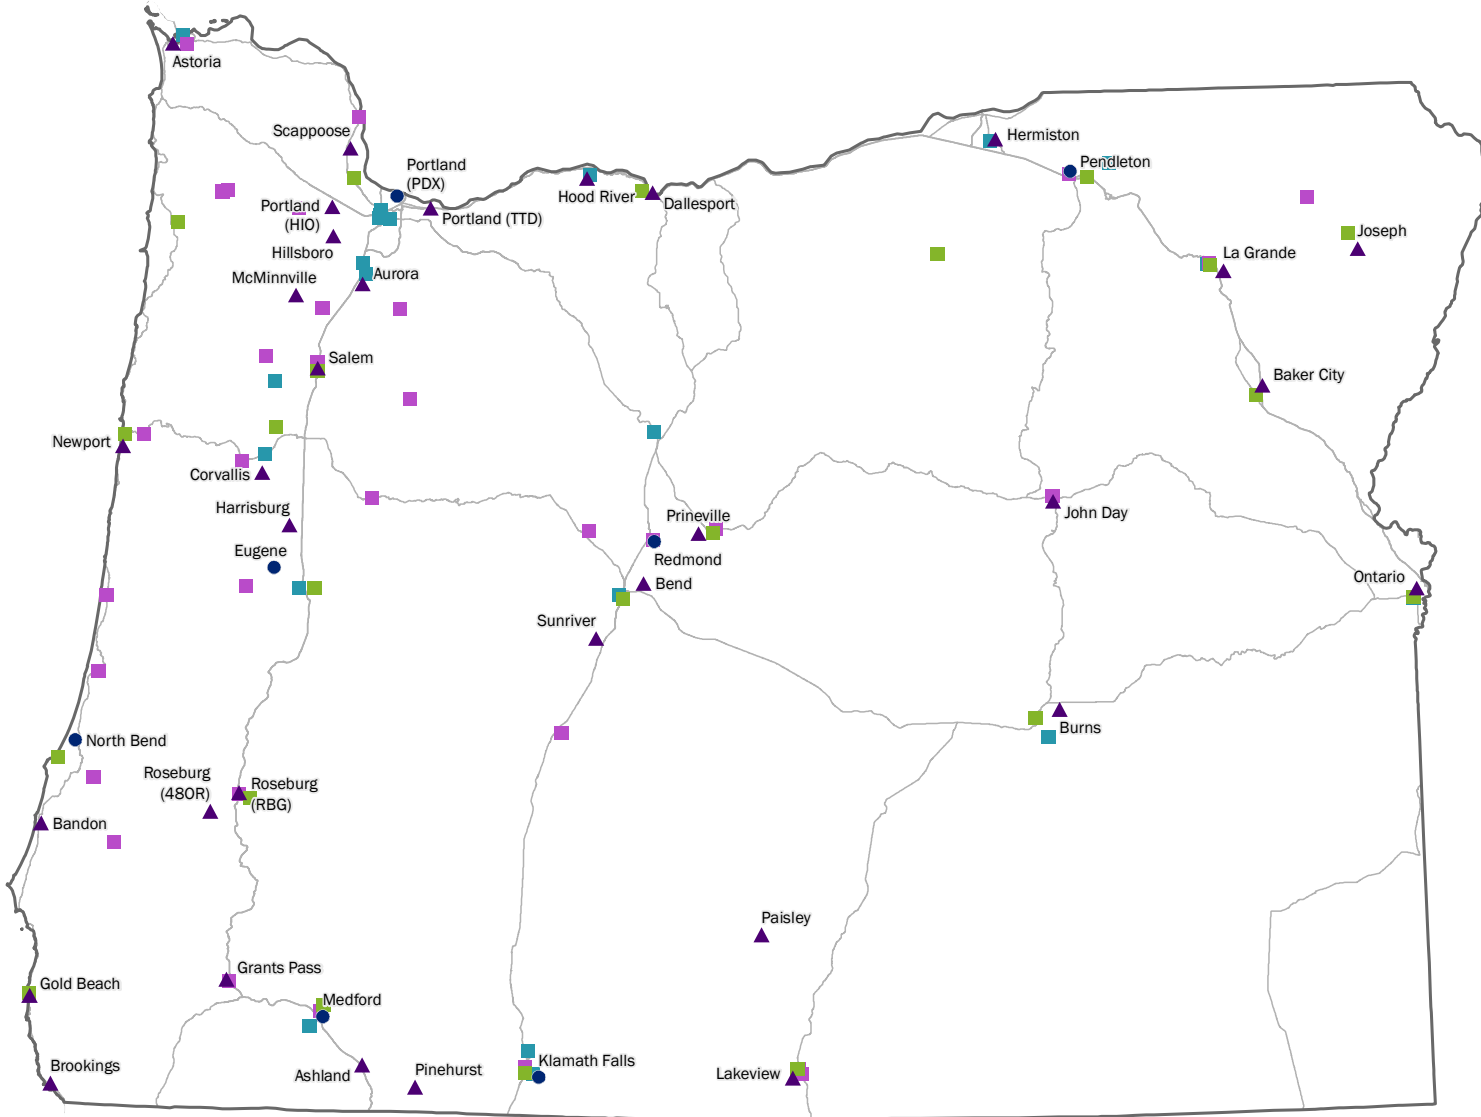 Astoria
Scappoose
Portland
(PDX)
Hermiston
Pendleton
Hood River
Dallesport
Portland
(HIO)
Portland (TTD)
Hillsboro
Joseph
La Grande
McMinnville
Aurora
Salem
Baker City
Newport
Corvallis
Harrisburg
Prineville
John Day
Eugene
Redmond
Bend
Ontario
Sunriver
North Bend
Burns
Roseburg
(48OR)
Roseburg
(RBG)
Bandon
Paisley
Grants Pass
Gold Beach
Medford
Brookings
Ashland
Pinehurst
Klamath Falls
Lakeview